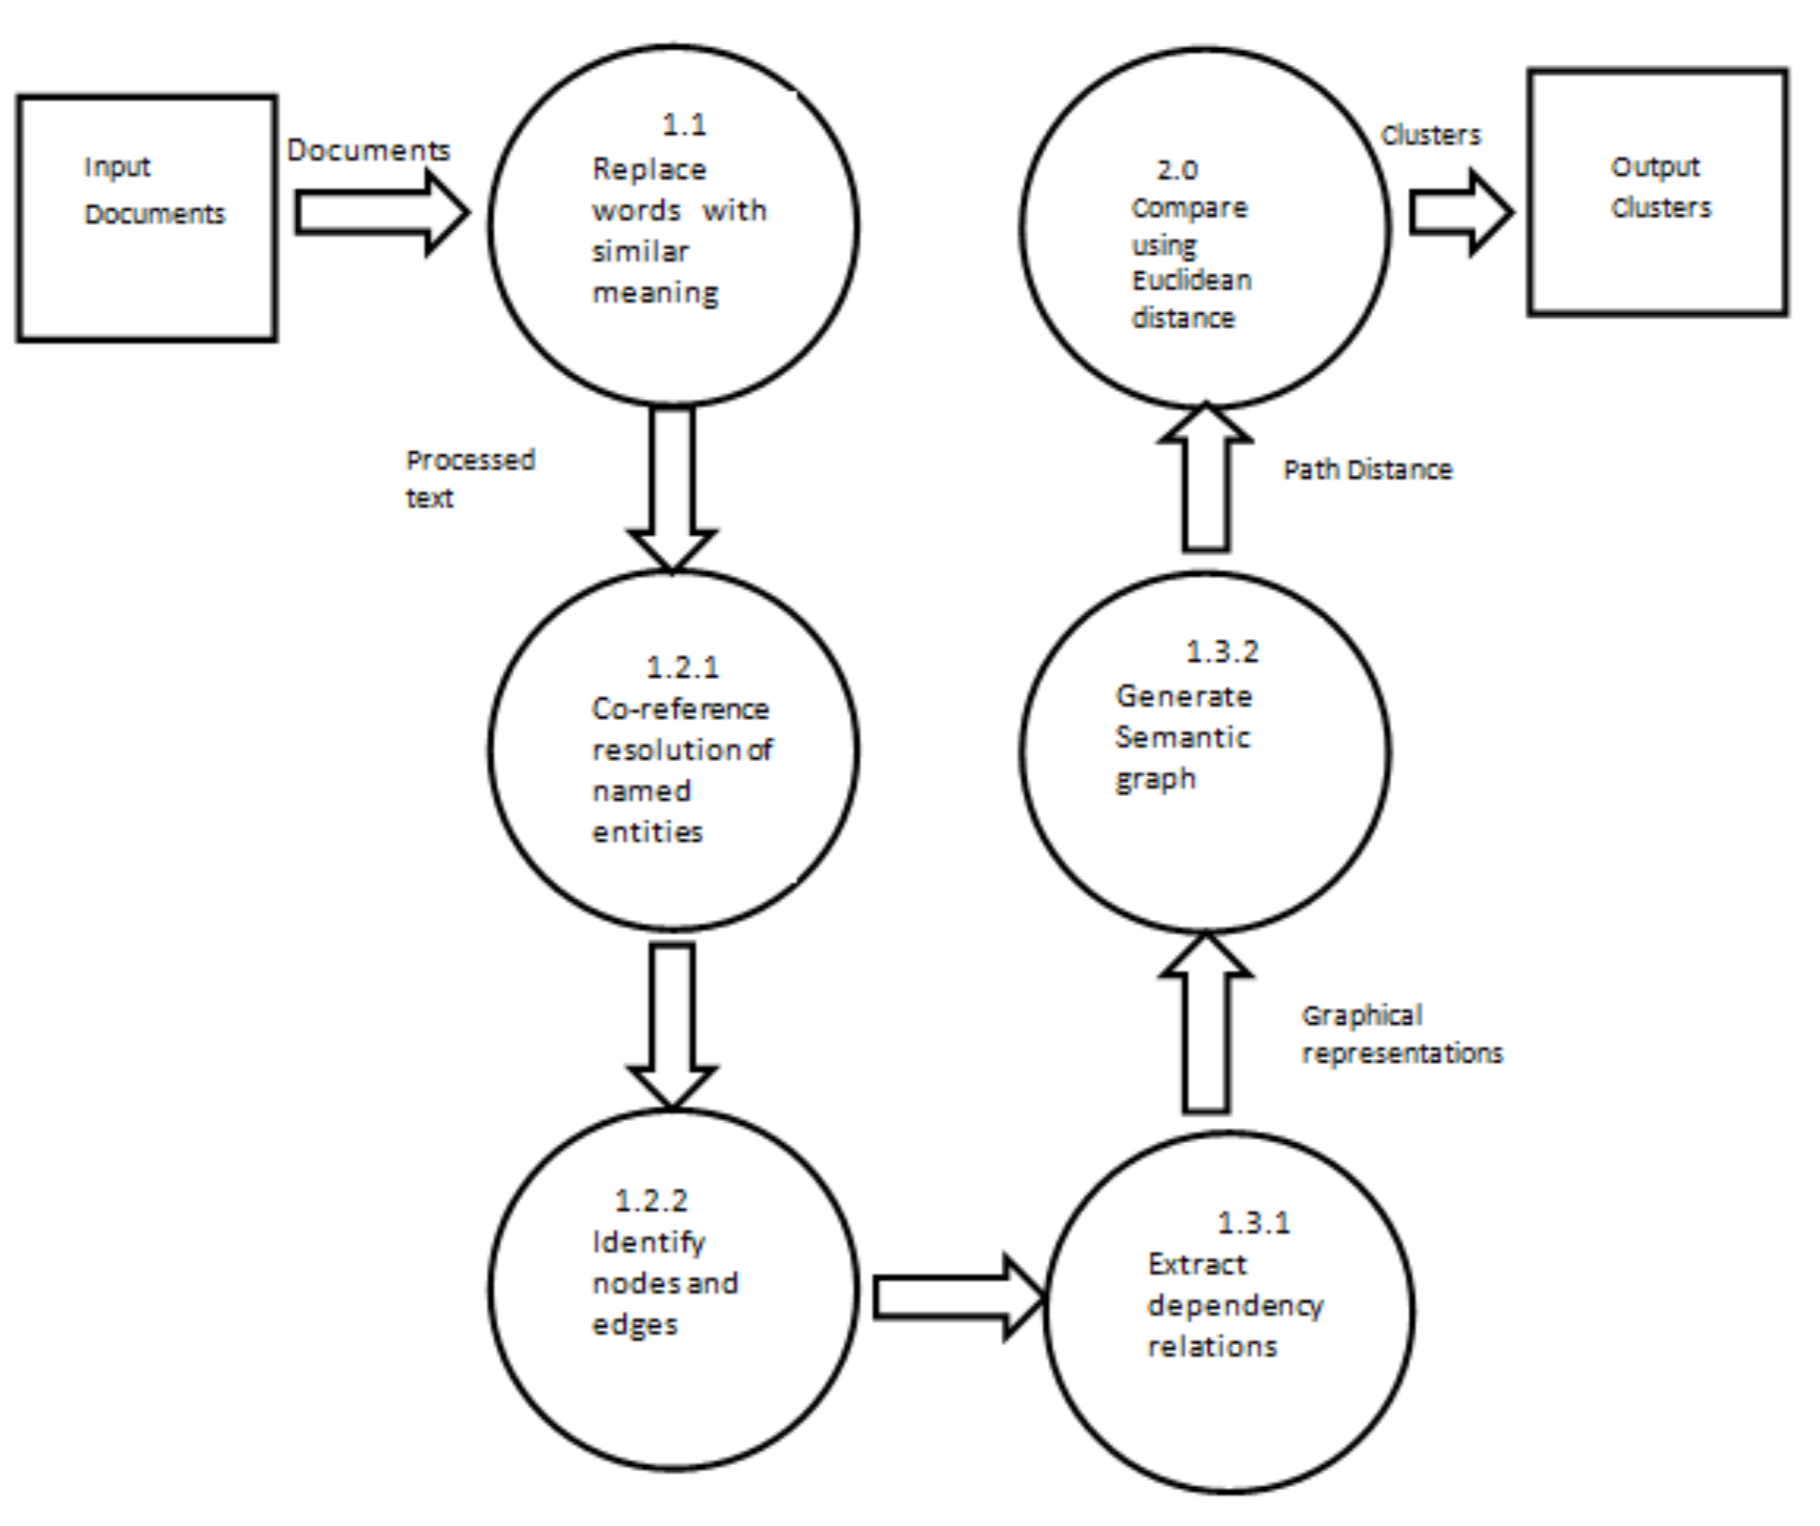 Input
Documents
Documents
1.1
Replace
words with
similar
meaning
Processed
text
1.2.1
Co-reference
resolution of
named
entities
1.2.2
Identify
nodes and
edges
1.3.1
Extract
dependency
relations
Graphical
representations
1.3.2
Generate
Semantic
graph
Path Distance
2.0
Compare
using
Euclidean
distance
Clusters
Output
Clusters